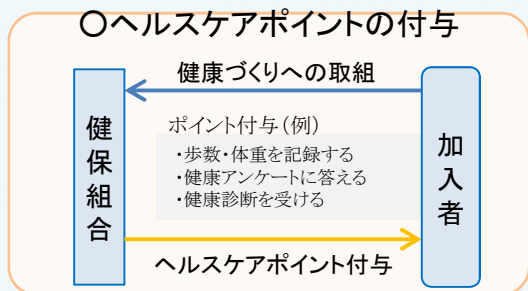 〇ヘルスケアポイントの付与
健康づくりへの取組
健保組合
ポイント付与（例）
・歩数・体重を記録する
・健康アンケートに答える
・健康診断を受ける
加入者
ヘルスケアポイント付与